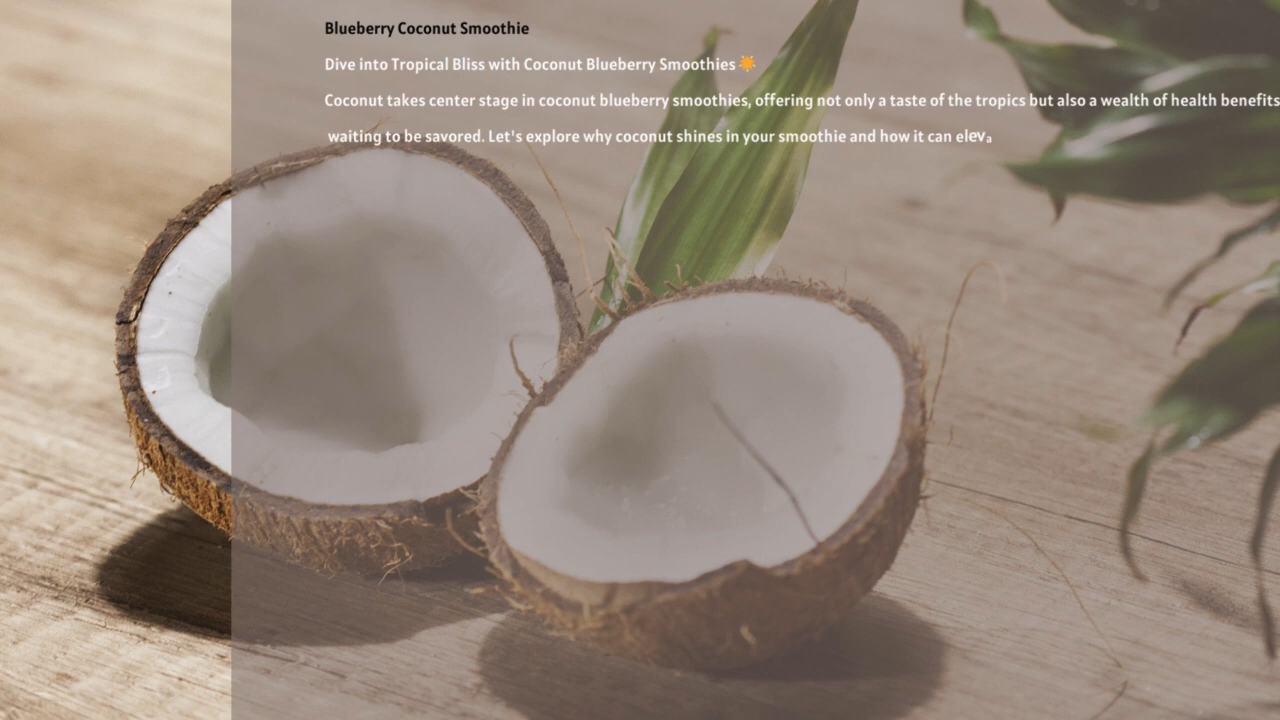 Blueberry Coconut Smoothie
Dive into Tropical Bliss with Coconut Blueberry Smoothies ☀️
Coconut takes center stage in coconut blueberry smoothies, offering not only a taste of the tropics but also a wealth of health benefits
waiting to be savored. Let's explore why coconut shines in your smoothie and how it can eleva